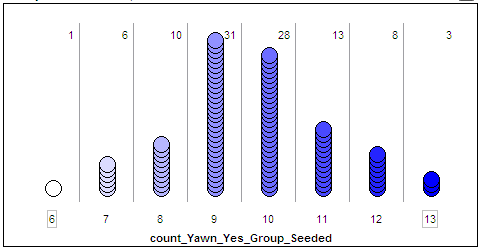 1 6 10 31 28 13 8 3
6 7 8 9 10 11 12 13
count_Yawn_Yes_Group_Seeded